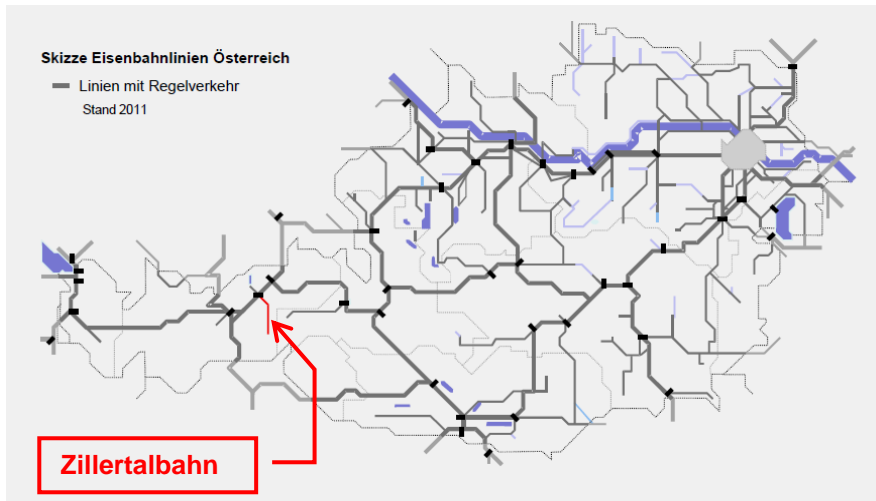 Skizze Eisenbahnlinien Österreich
Linien mit Regelverkehr
Stand 2011
Zillertalbahn